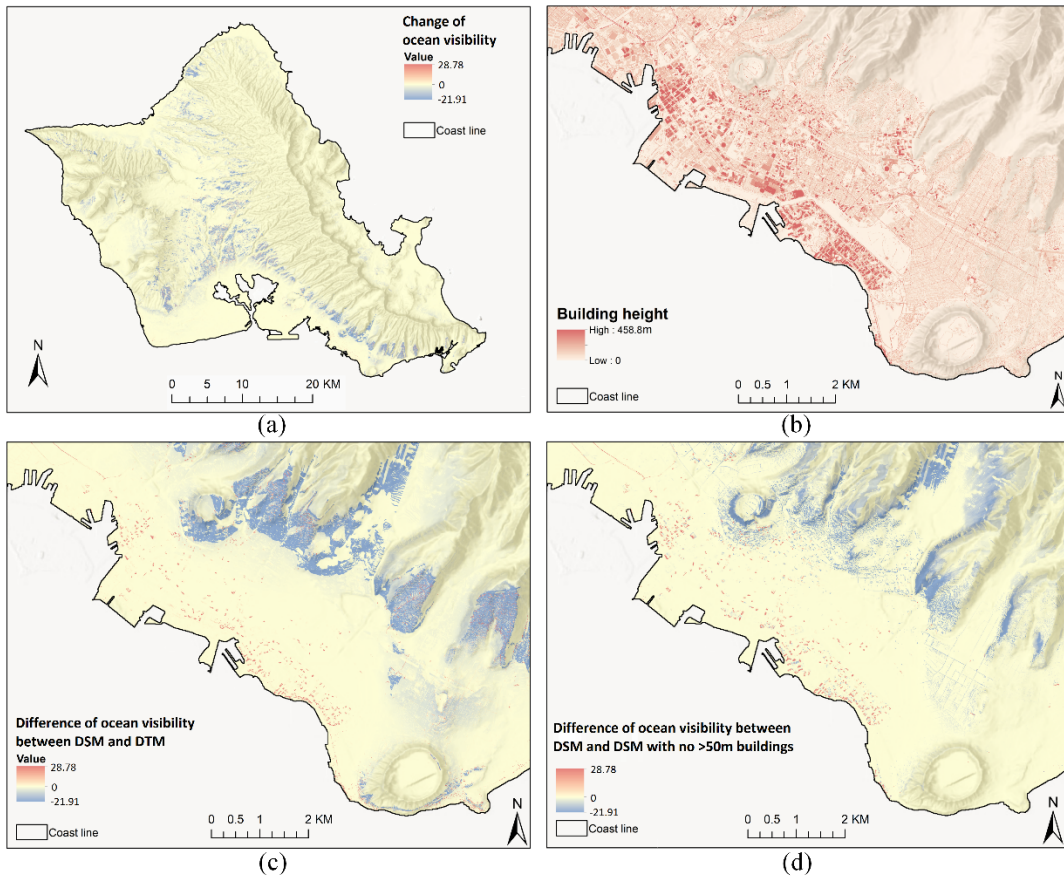 Change of
ocean visibility
Value
28.78
0
-21.91
Coast line
N
0 5 10 20 KM
(a)
Building height
High : 458.8m
Low : 0
Coast line
0 0.5 1 2 KM
N
(b)
Difference of ocean visibility
between DSM and DTM
Value
28.78
0
-21.91
Coast line
0 0.5 1 2 KM
N
(c)
Difference of ocean visibility between
DSM and DSM with no >50m buildings
28.78
0
-21.91
Coast line
0 0.5 1 2 KM
N
(d)